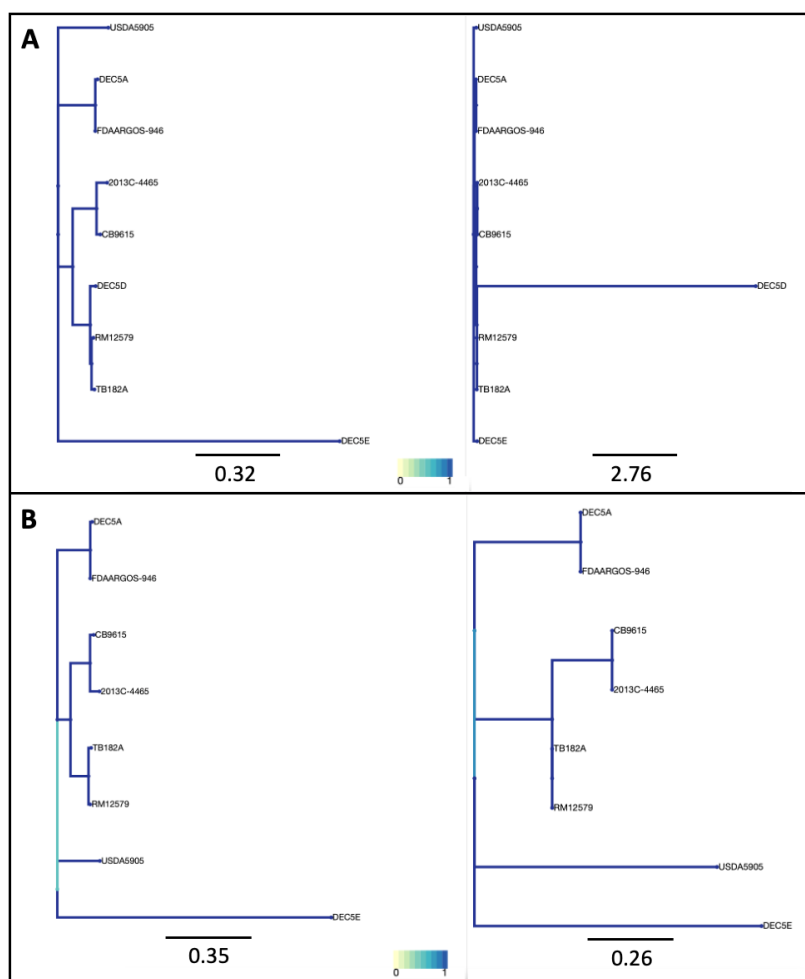 A
USDA5905
DEC5A
FDAARGOS-946
2013C-4465
CB9615
DEC5D
RM12579
TB182A
DEC5E
0.32
0
1
USDA5905
DEC5A
FDAARGOS-946
2013C-4465
CB9615
DEC5D
RM12579
TB182A
DEC5E
2.76
B
DEC5A
FDAARGOS-946
CB9615
2013C-4465
TB182A
RM12579
USDA5905
DEC5E
0.35
0
1
DEC5A
FDAARGOS-946
CB9615
2013C-4465
TB182A
RM12579
USDA5905
DEC5E
0.26